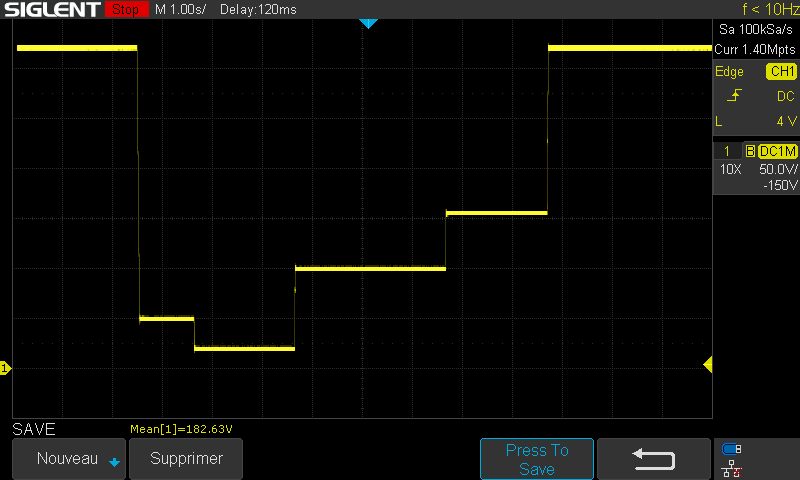 SIGLENT Stop M 1.00s/ Delay:120ms f < 10Hz
Sa 100kSa/s
Curr 1.40Mpts
Edge CH1
DC
L 4 V
1 B DC1M
10X 50.0V/
-150V
1
SAVE Mean[1]=182.63V
Nouveau Supprimer Press To Save